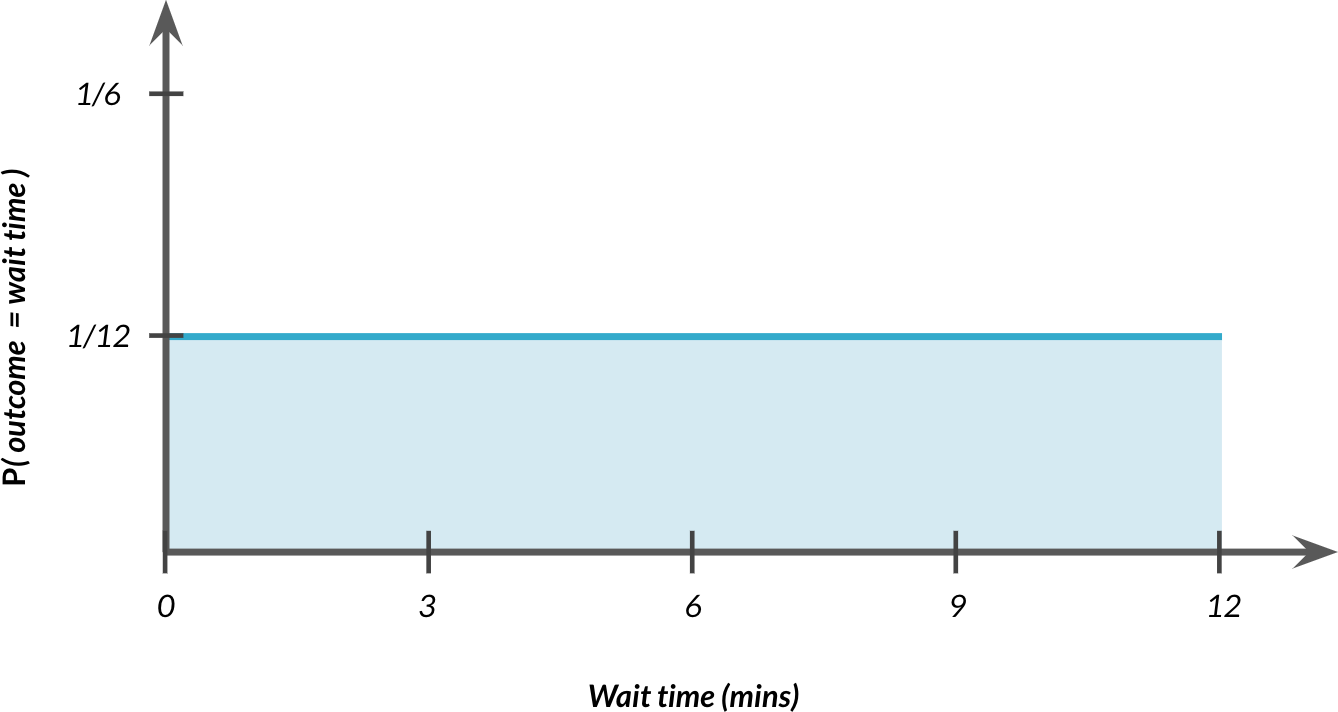 1/6
P( outcome = wait time )
1/12
0 3 6 9 12
Wait time (mins)